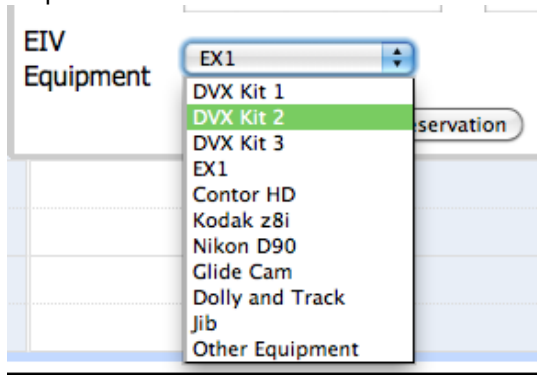 EIV
Equipment
EX1
DVX Kit 1
DVX Kit 2
DVX Kit 3
EX1
Contor HD
Kodak z8i
Nikon D90
Glide Cam
Dolly and Track
Jib
Other Equipment
servation